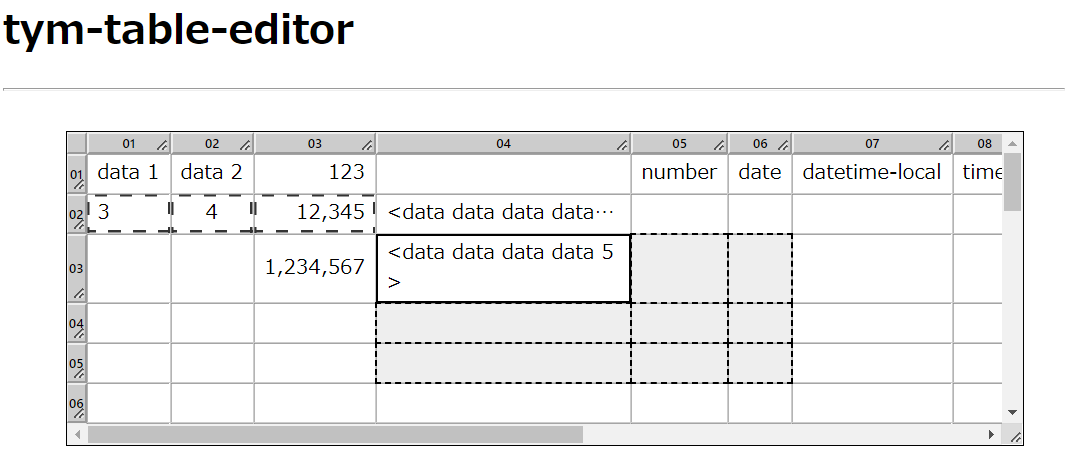 tym-table-editor
01 02 03 04 05 06 07 08
01 data 1 data 2 123 number date datetime-local time
02 3 4 12,345 <data data data data…
03 1,234,567 <data data data data 5
>
04
05
06